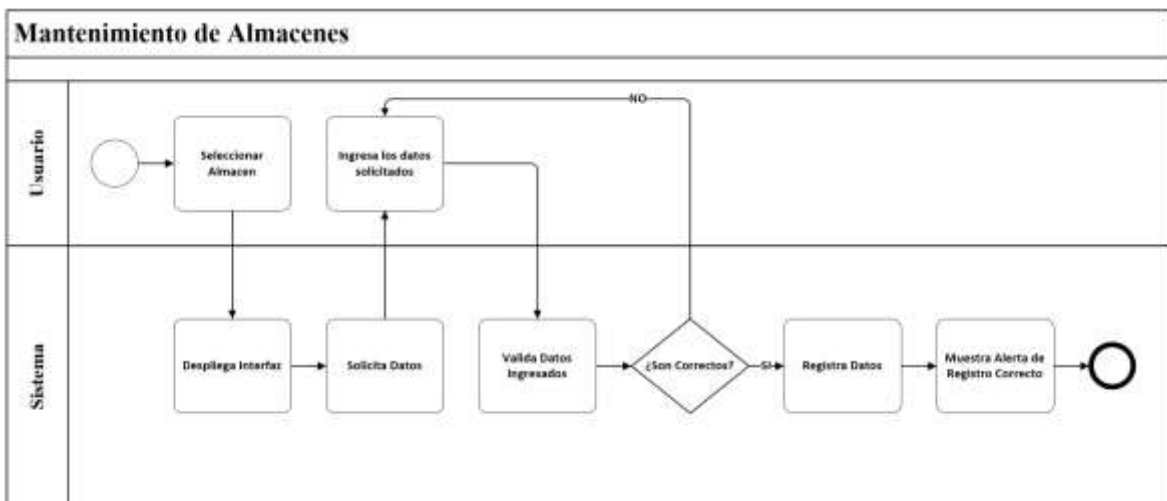 Mantenimiento de Almacenes
Usuario
Seleccionar
Almacen
Ingresa los datos
solicitados
NO
Sistema
Despliega Interfaz
Solicita Datos
Valida Datos
Ingresados
¿Son Correctos?
SI
Registra Datos
Muestra Alerta de
Registro Correcto